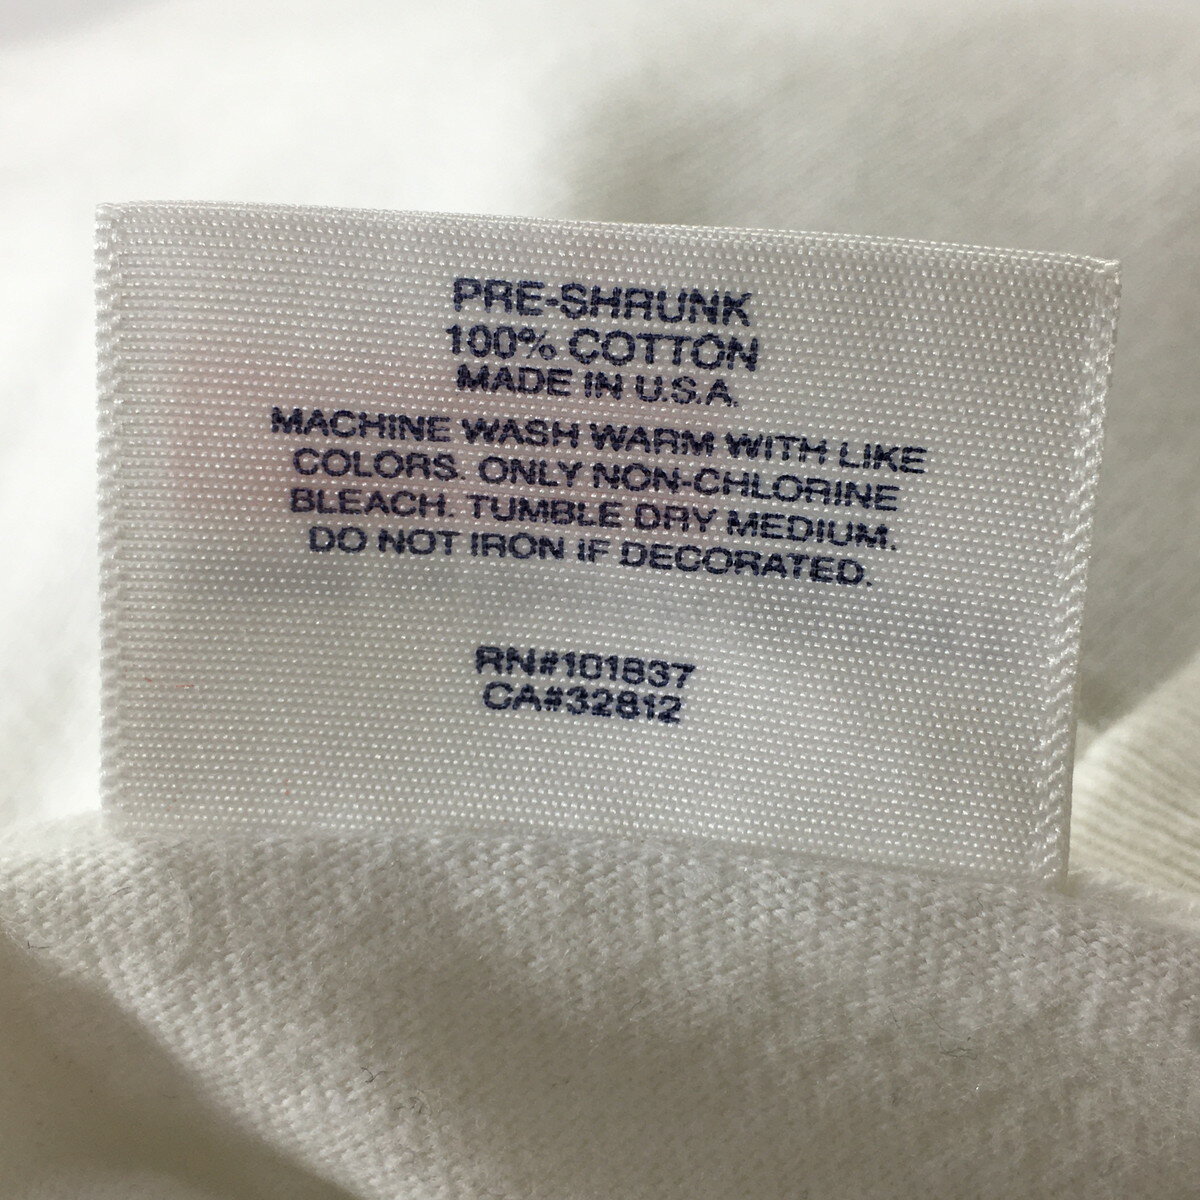 PRE-SHRUNK
100% COTTON
MADE IN U.S.A.
MACHINE WASH WARM WITH LIKE
COLORS. ONLY NON-CHLORINE
BLEACH. TUMBLE DRY MEDIUM.
DO NOT IRON IF DECORATED.
RN#101837
CA#32812